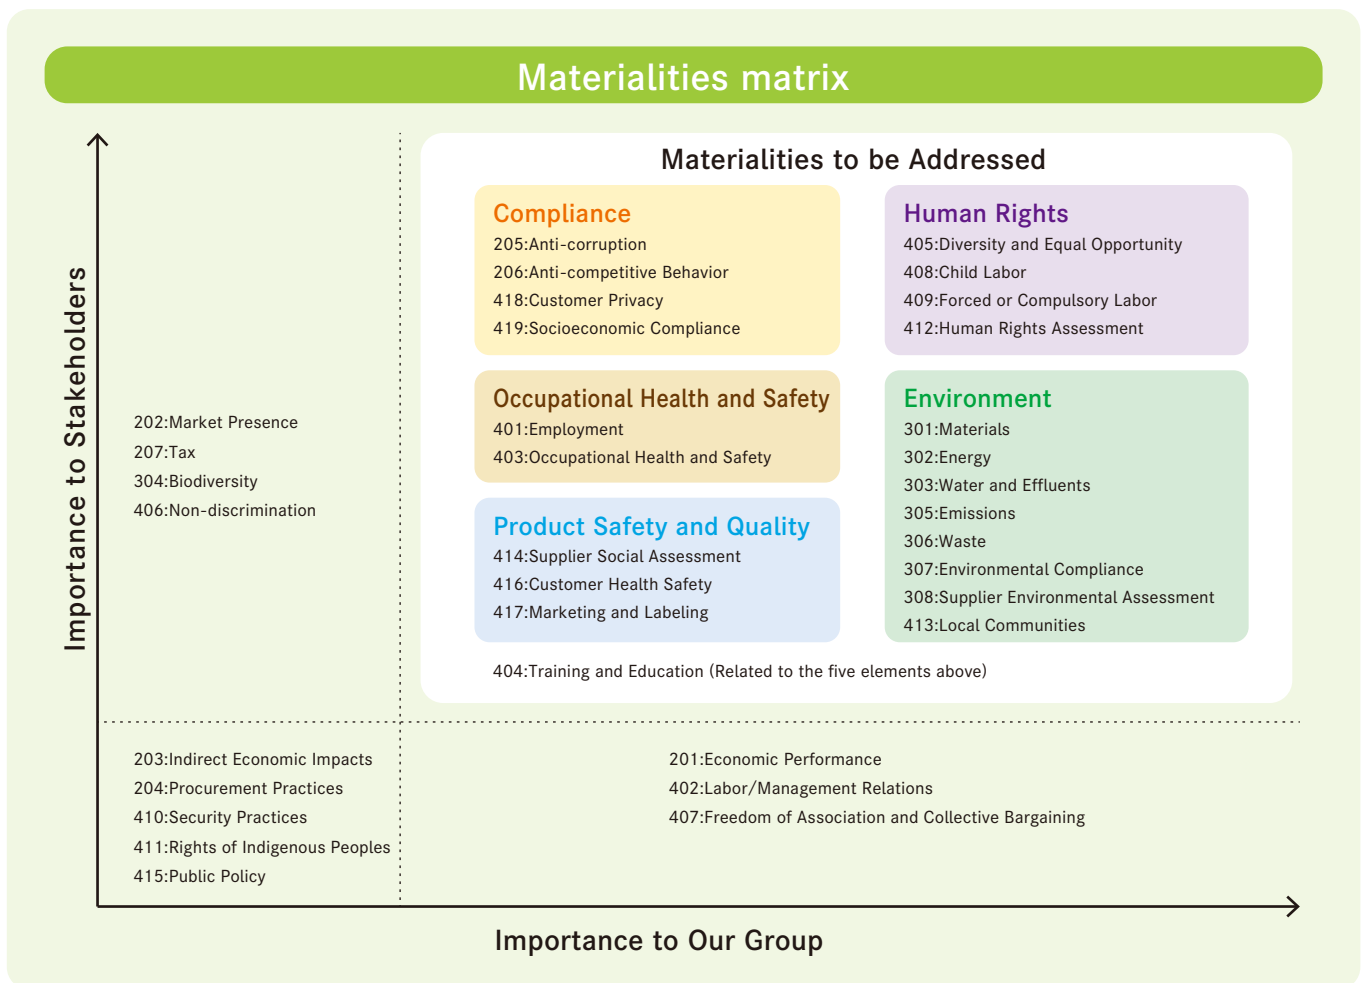 Materialities matrix
Importance to Stakeholders
202:Market Presence
207:Tax
304:Biodiversity
406:Non-discrimination
Materialities to be Addressed
Compliance
205:Anti-corruption
206:Anti-competitive Behavior
418:Customer Privacy
419:Socioeconomic Compliance
Human Rights
405:Diversity and Equal Opportunity
408:Child Labor
409:Forced or Compulsory Labor
412:Human Rights Assessment
Occupational Health and Safety
401:Employment
403:Occupational Health and Safety
Environment
301:Materials
302:Energy
303:Water and Effluents
305:Emissions
306:Waste
307:Environmental Compliance
308:Supplier Environmental Assessment
413:Local Communities
Product Safety and Quality
414:Supplier Social Assessment
416:Customer Health Safety
417:Marketing and Labeling
404:Training and Education (Related to the five elements above)
203:Indirect Economic Impacts
204:Procurement Practices
410:Security Practices
411:Rights of Indigenous Peoples
415:Public Policy
201:Economic Performance
402:Labor/Management Relations
407:Freedom of Association and Collective Bargaining
Importance to Our Group